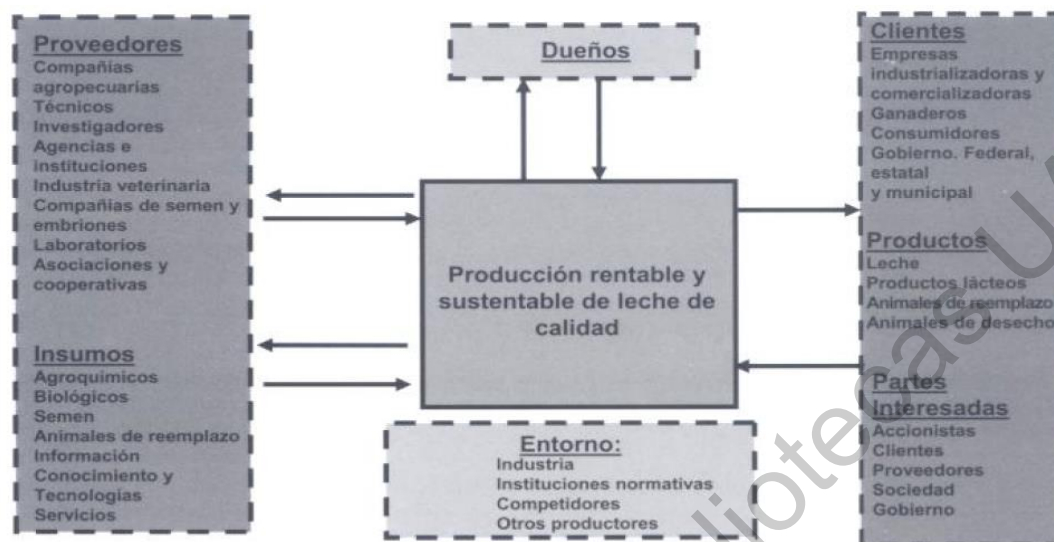 Proveedores
Compañias
agropecuarias
Técnicos
Investigadores
Agencias e
instituciones
Industria veterinaria
Compañias de semen y
embriones
Laboratorios
Asociaciones y
cooperativas
Insumos
Agroquimicos
Biológicos
Semen
Animales de reemplazo
Información
Conocimiento y
Tecnologías
Servicios
Dueños
Producción rentable y
sustentable de leche de
calidad
Entorno:
Industria
Instituciones normativas
Competidores
Otros productores
Clientes
Empresas
industrializadoras y
comercializadoras
Ganaderos
Consumidores
Gobierno. Federal,
estatal
y municipal
Productos
Leche
Productos lácteos
Animales de reemplazo
Animales de desecho
Partes
Interesadas
Accionistas
Clientes
Proveedores
Sociedad
Gobierno